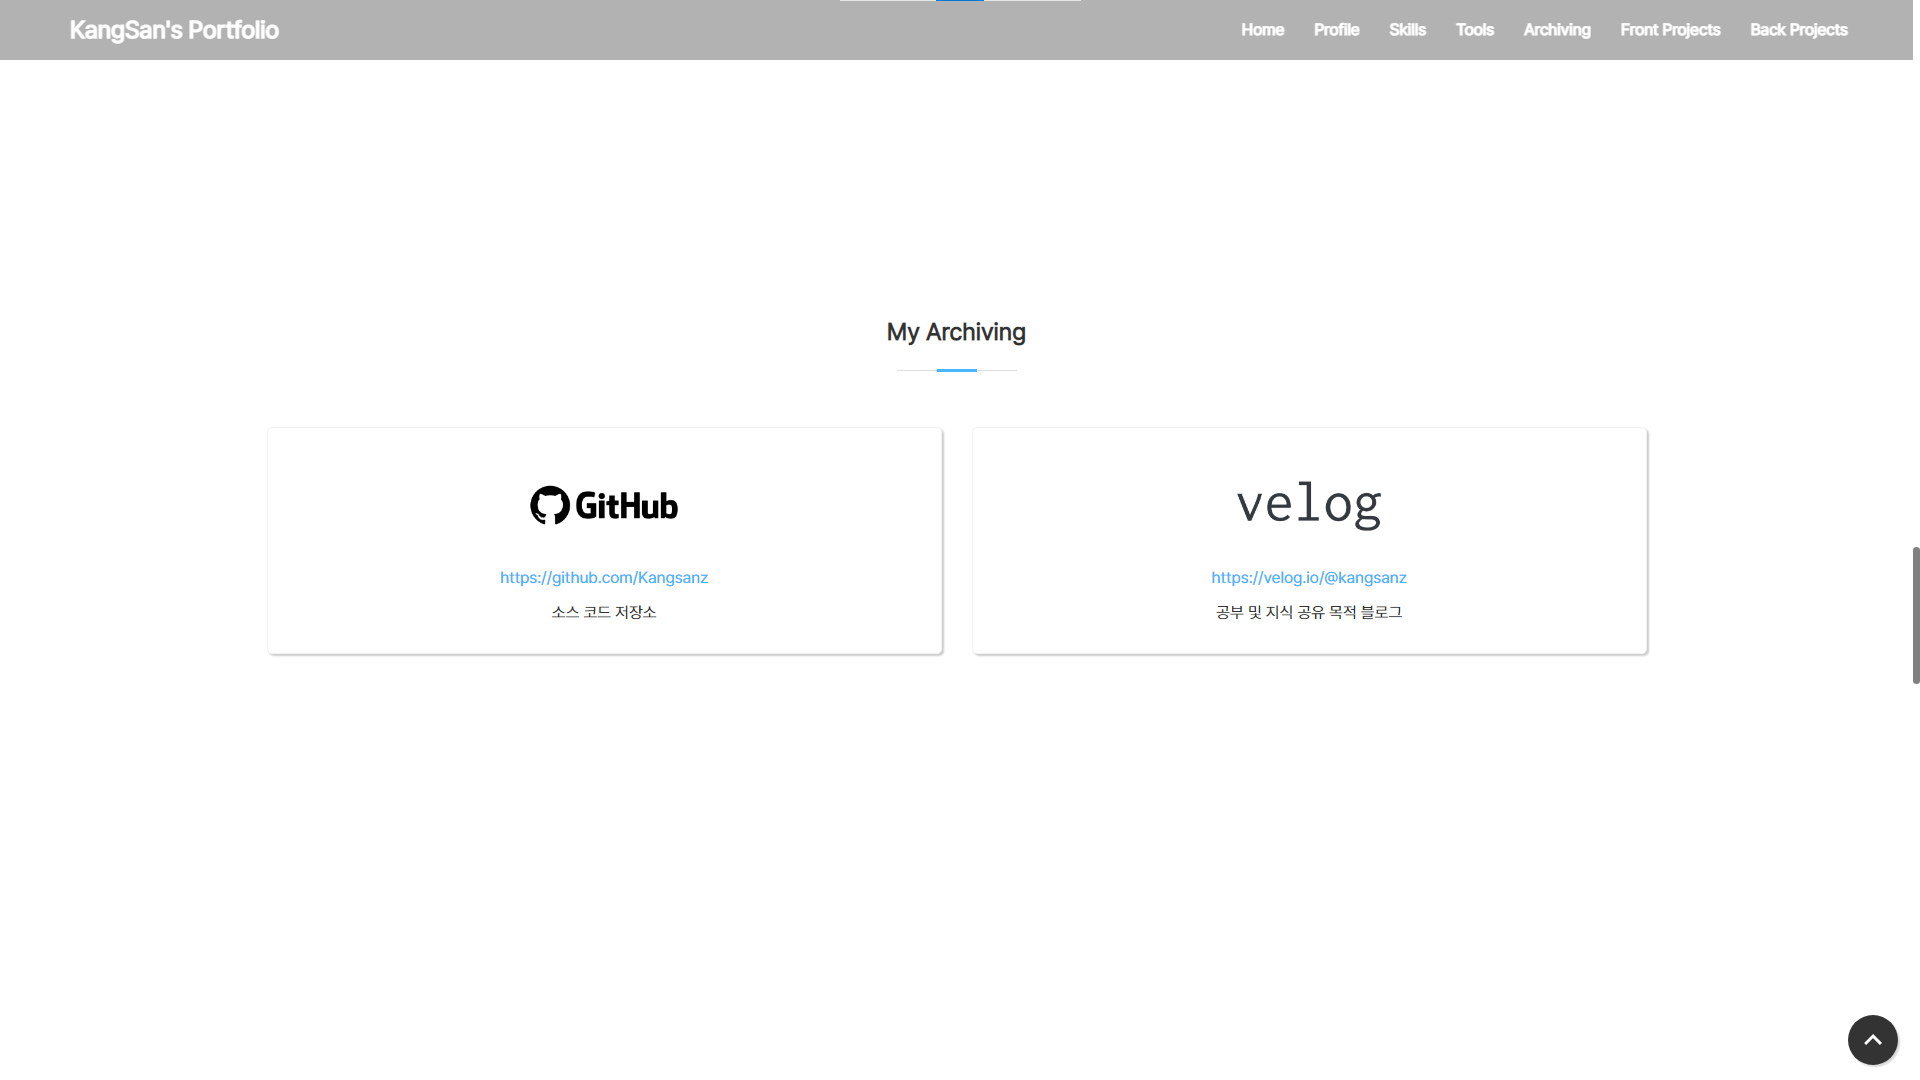 KangSan's Portfolio
Home Profile Skills Tools Archiving Front Projects Back Projects
My Archiving
GitHub
https://github.com/Kangsanz
소스 코드 저장소
velog
https://velog.io/@kangsanz
공부 및 지식 공유 목적 블로그